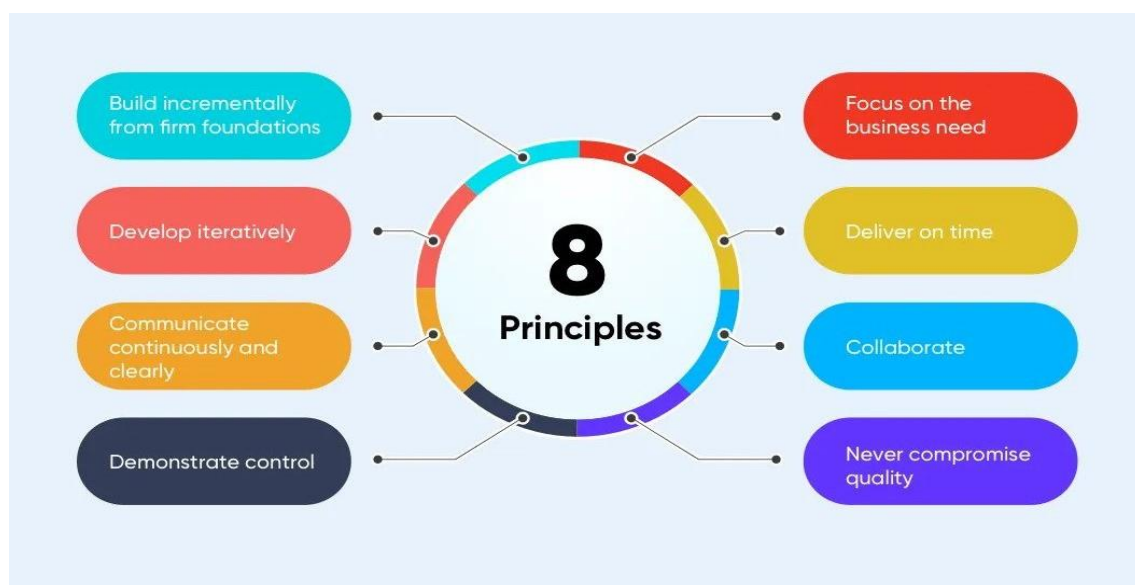 Build incrementally
from firm foundations
Develop iteratively
Communicate
continuously and
clearly
Demonstrate control
8
Principles
Focus on the
business need
Deliver on time
Collaborate
Never compromise
quality